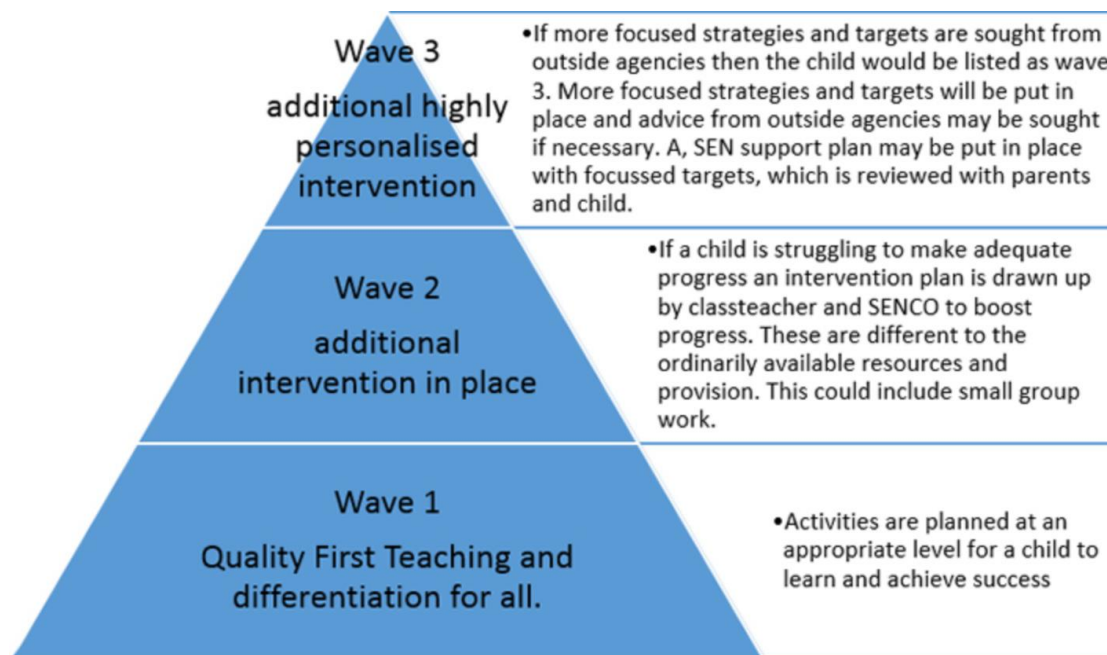 Wave 3
additional highly
personalised
intervention
•If more focused strategies and targets are sought from
outside agencies then the child would be listed as wave
3. More focused strategies and targets will be put in
place and advice from outside agencies may be sought
if necessary. A, SEN support plan may be put in place
with focussed targets, which is reviewed with parents
and child.
Wave 2
additional
intervention in place
•If a child is struggling to make adequate
progress an intervention plan is drawn up
by classteacher and SENCO to boost
progress. These are different to the
ordinarily available resources and
provision. This could include small group
work.
Wave 1
Quality First Teaching and
differentiation for all.
•Activities are planned at an
appropriate level for a child to
learn and achieve success